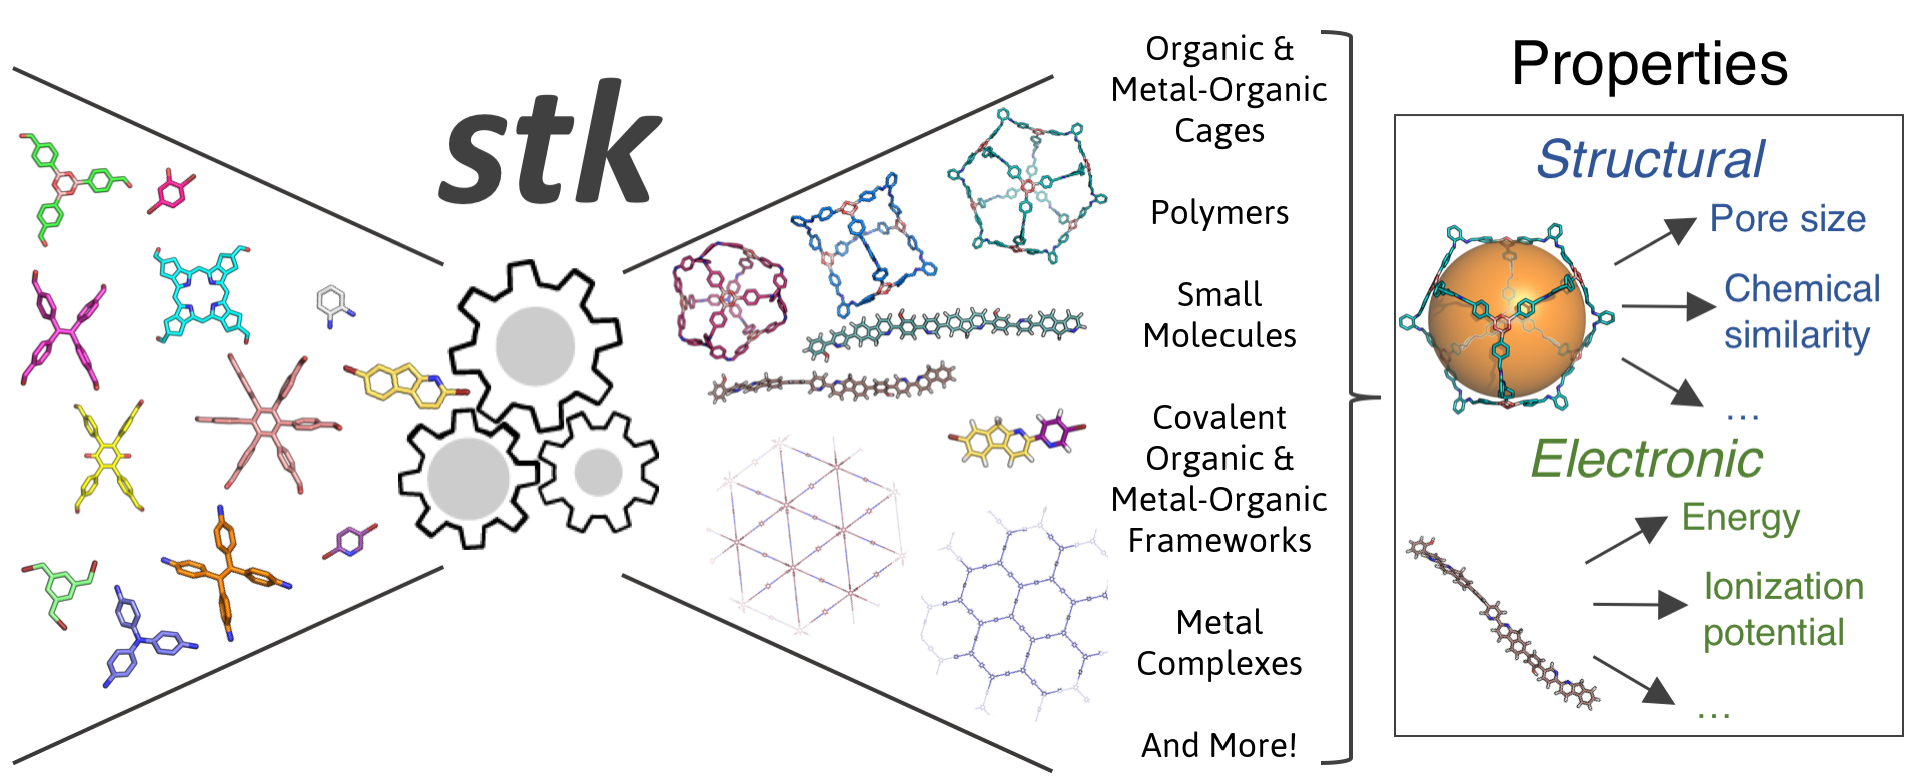 stk
Organic &
Metal-Organic
Cages
Polymers
Small
Molecules
Covalent
Organic &
Metal-Organic
Frameworks
Metal
Complexes
And More!
Properties
Structural
Pore size
Chemical
similarity
...
Electronic
Energy
Ionization
potential
...